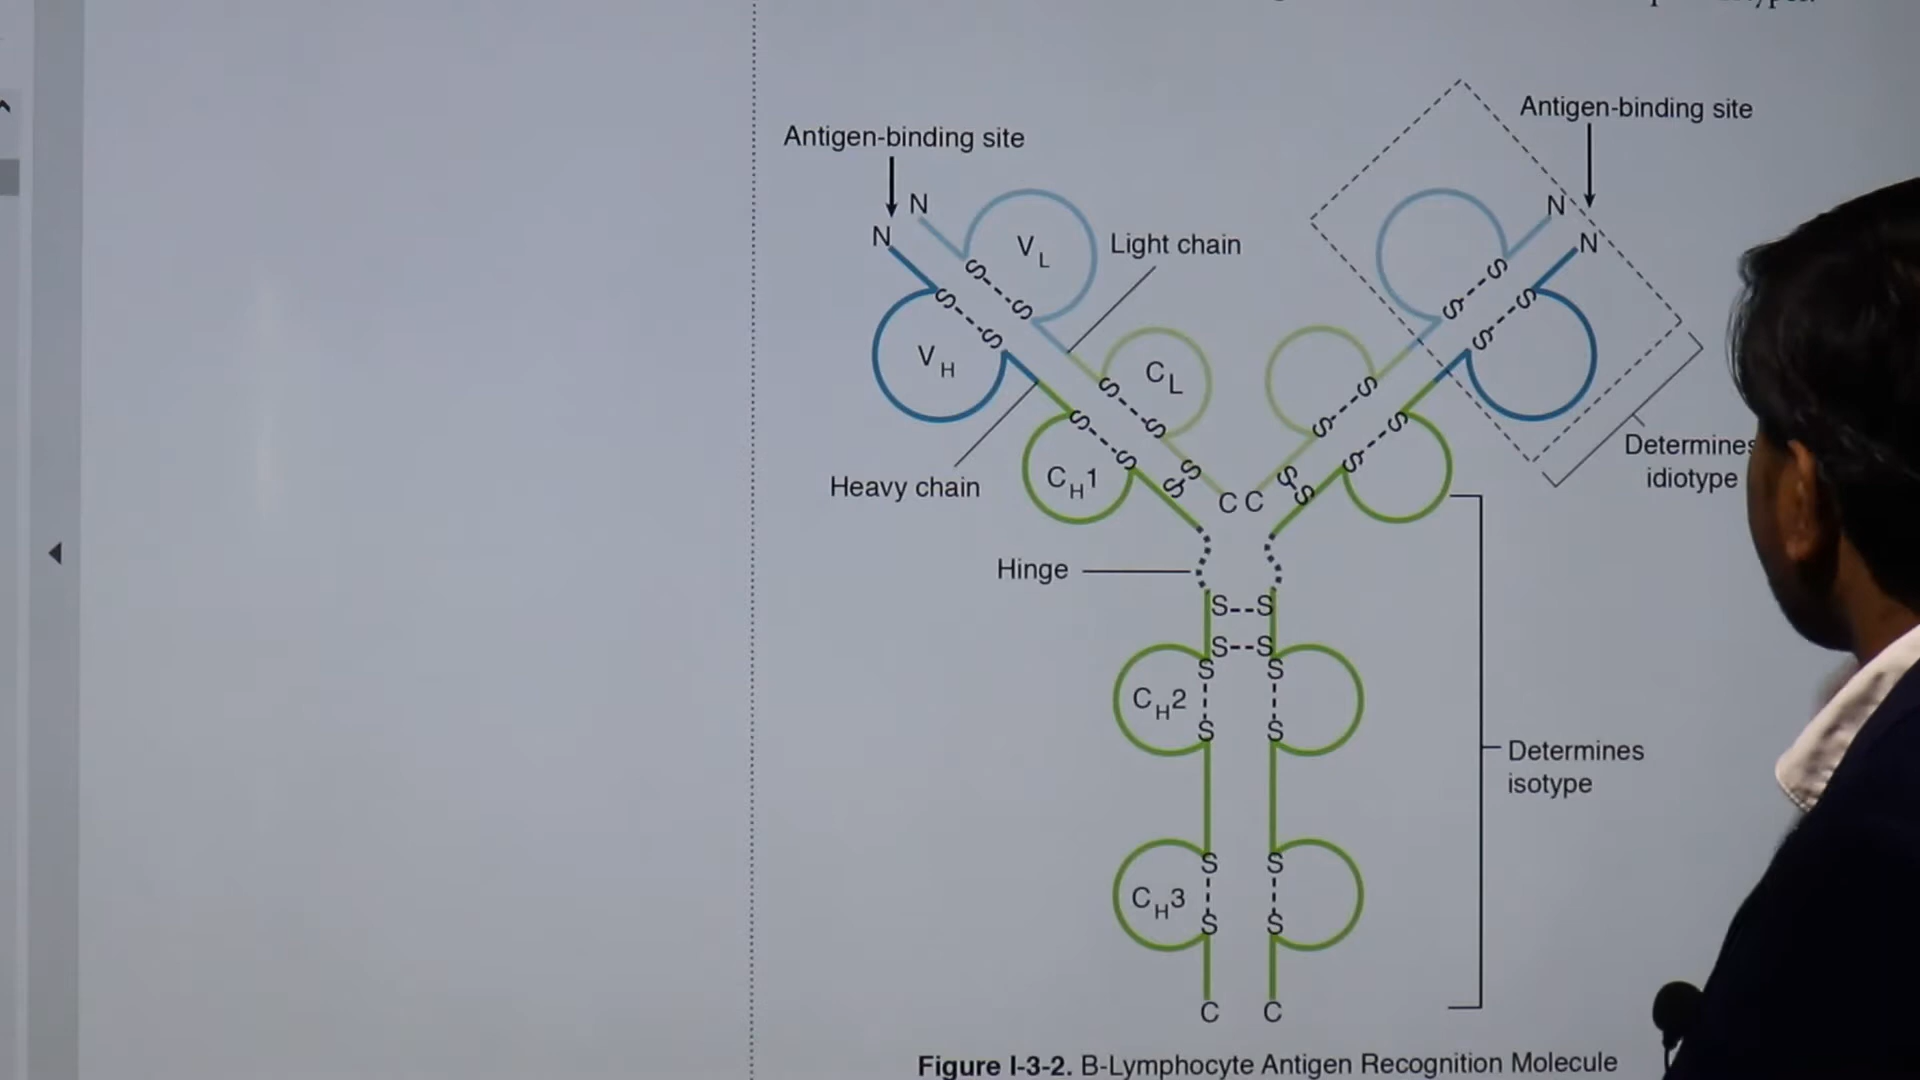 Antigen-binding site
Antigen-binding site
N
N
N
N
V L
Light chain
V H
C L
Determines
idiotype
Heavy chain
C H 1
C C
Hinge
S--S
S--S
C H 2
S S
S S
Determines
isotype
S S
C H 3
S S
C C
Figure I-3-2. B-Lymphocyte Antigen Recognition Molecule